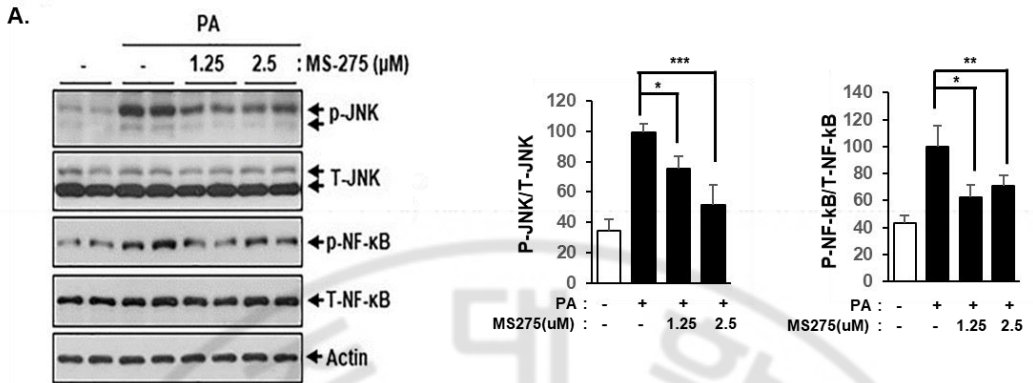 A.
PA
- - 1.25 2.5 : MS-275 (μM)
p-JNK
T-JNK
p-NF-κB
T-NF-κB
Actin
P-JNK/T-JNK
120
100
80
60
40
20
0
*
***
PA : - + + +
MS275(uM) : - - 1.25 2.5
P-NF-kB/T-NF-kB
140
120
100
80
60
40
20
0
*
**
PA : - + + +
MS275(uM) : - - 1.25 2.5
대